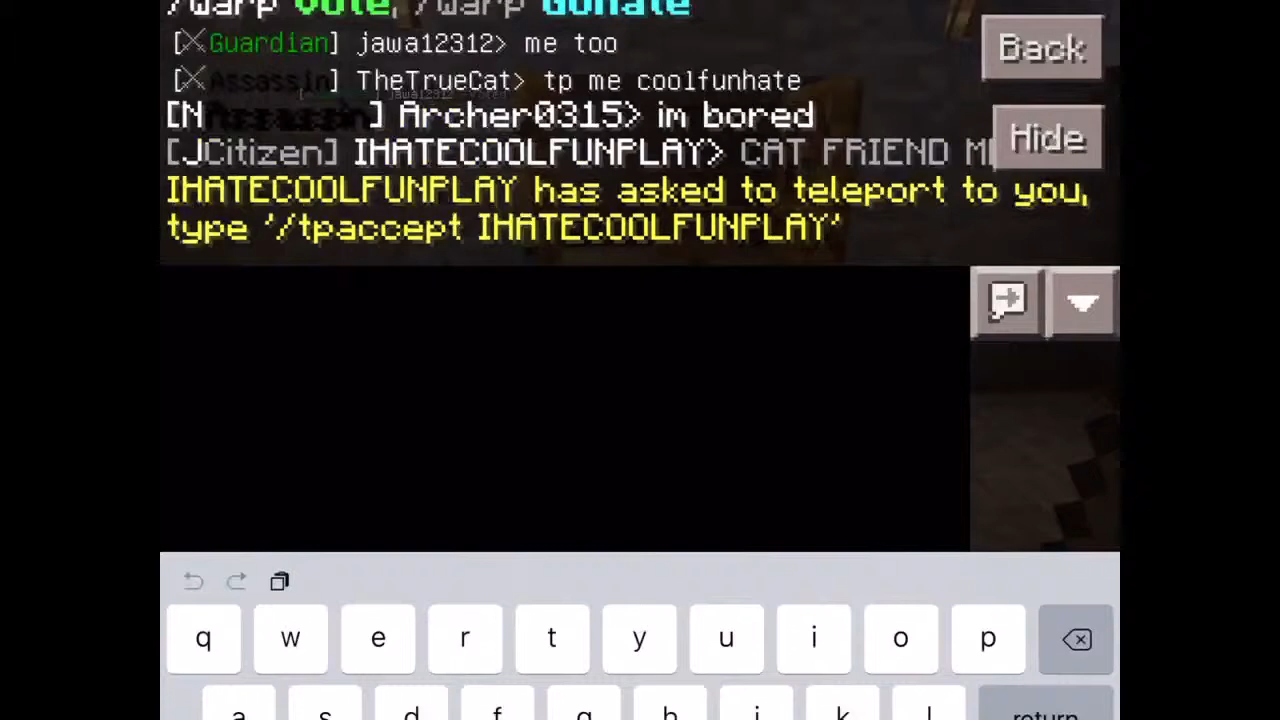 /warp Vote, /warp Donate
[⚔Guardian] jawa12312> me too
Back
[⚔Assassin] TheTrueCat> tp me coolfunhate
[N ] Archer0315> im bored
Hide
[JCitizen] IHATECOOLFUNPLAY> CAT FRIEND
IHATECOOLFUNPLAY has asked to teleport to you,
type '/tpaccept IHATECOOLFUNPLAY'
q w e r t y u i o p
a s d f g h j k l return